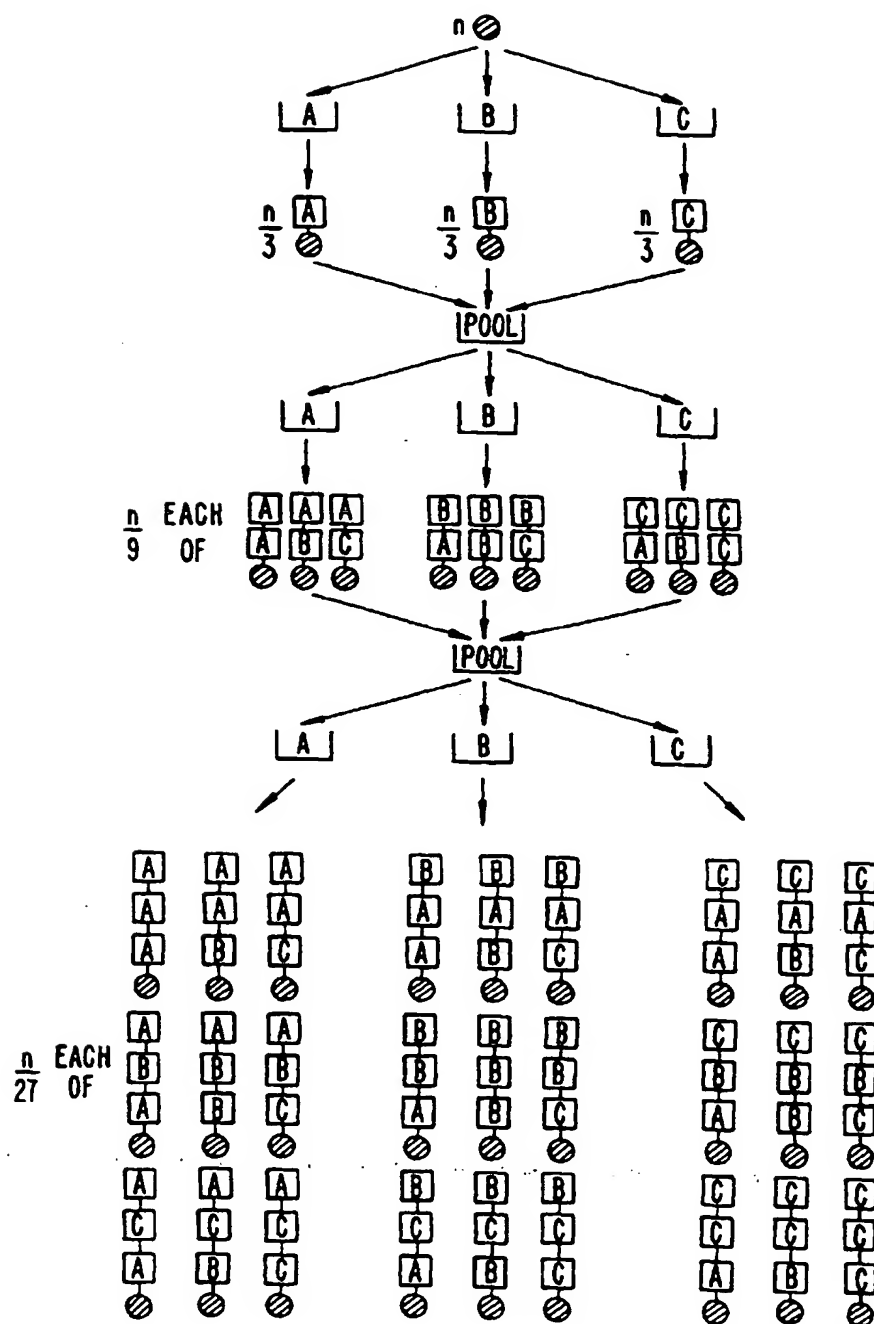 n
A B C
n/3 A n/3 B n/3 C
POOL
A B C
n/9 EACH OF
A A A B B B C C C
A B C A B C A B C
POOL
A B C
A A A B B B C C C
A A A A A A A A A
A B C A B C A B C
n/27 EACH OF
A A A B B B C C C
B B B B B B B B B
A B C A B C A B C
A A A B B B C C C
C C C C C C C C C
A B C A B C A B C